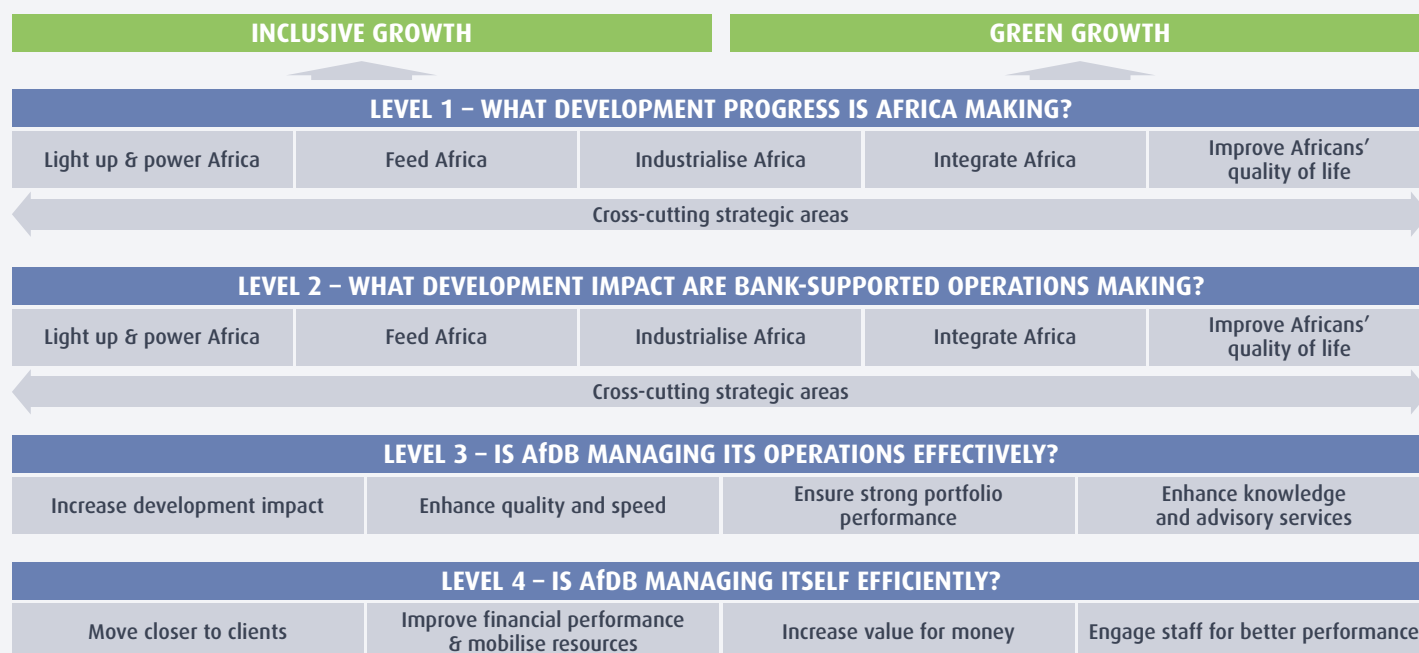 INCLUSIVE GROWTH
GREEN GROWTH
LEVEL 1 – WHAT DEVELOPMENT PROGRESS IS AFRICA MAKING?
Light up & power Africa
Feed Africa
Industrialise Africa
Integrate Africa
Improve Africans’
quality of life
Cross-cutting strategic areas
LEVEL 2 – WHAT DEVELOPMENT IMPACT ARE BANK-SUPPORTED OPERATIONS MAKING?
Light up & power Africa
Feed Africa
Industrialise Africa
Integrate Africa
Improve Africans’
quality of life
Cross-cutting strategic areas
LEVEL 3 – IS AfDB MANAGING ITS OPERATIONS EFFECTIVELY?
Increase development impact
Enhance quality and speed
Ensure strong portfolio
performance
Enhance knowledge
and advisory services
LEVEL 4 – IS AfDB MANAGING ITSELF EFFICIENTLY?
Move closer to clients
Improve financial performance
& mobilise resources
Increase value for money
Engage staff for better performance